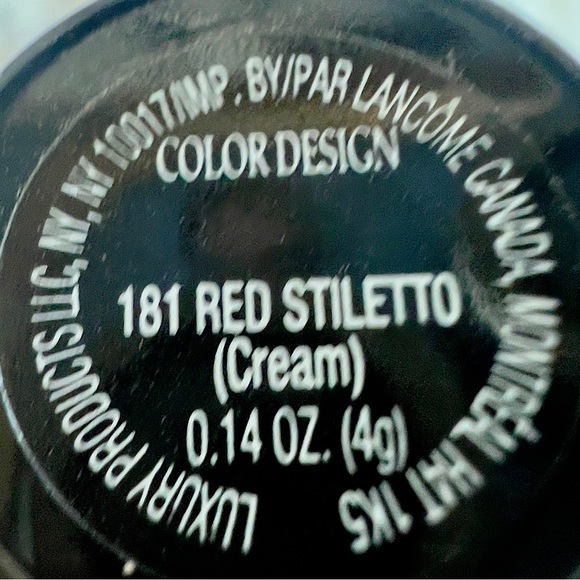 LUXURY PRODUCTS LLC, NY, NY 10017/IMP. BY/PAR LANCÔME CANADA MONTRÉAL H4T 1K5
COLOR DESIGN
181 RED STILETTO
(Cream)
0.14 OZ. (4g)